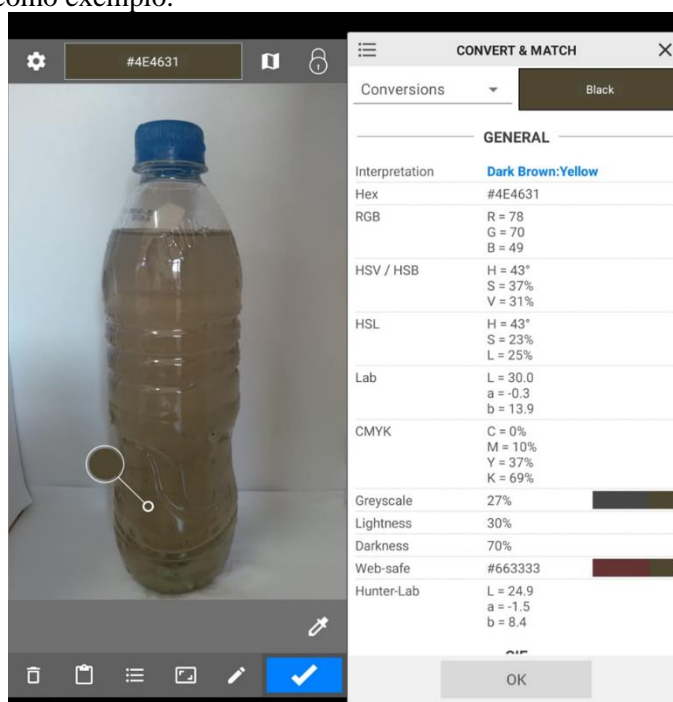 como exemplo.
#4E4631
CONVERT & MATCH
Conversions
Black
GENERAL
Interpretation Dark Brown:Yellow
Hex #4E4631
RGB R = 78
G = 70
B = 49
HSV / HSB H = 43°
S = 37%
V = 31%
HSL H = 43°
S = 23%
L = 25%
Lab L = 30.0
a = -0.3
b = 13.9
CMYK C = 0%
M = 10%
Y = 37%
K = 69%
Greyscale 27%
Lightness 30%
Darkness 70%
Web-safe #663333
Hunter-Lab L = 24.9
a = -1.5
b = 8.4
OK